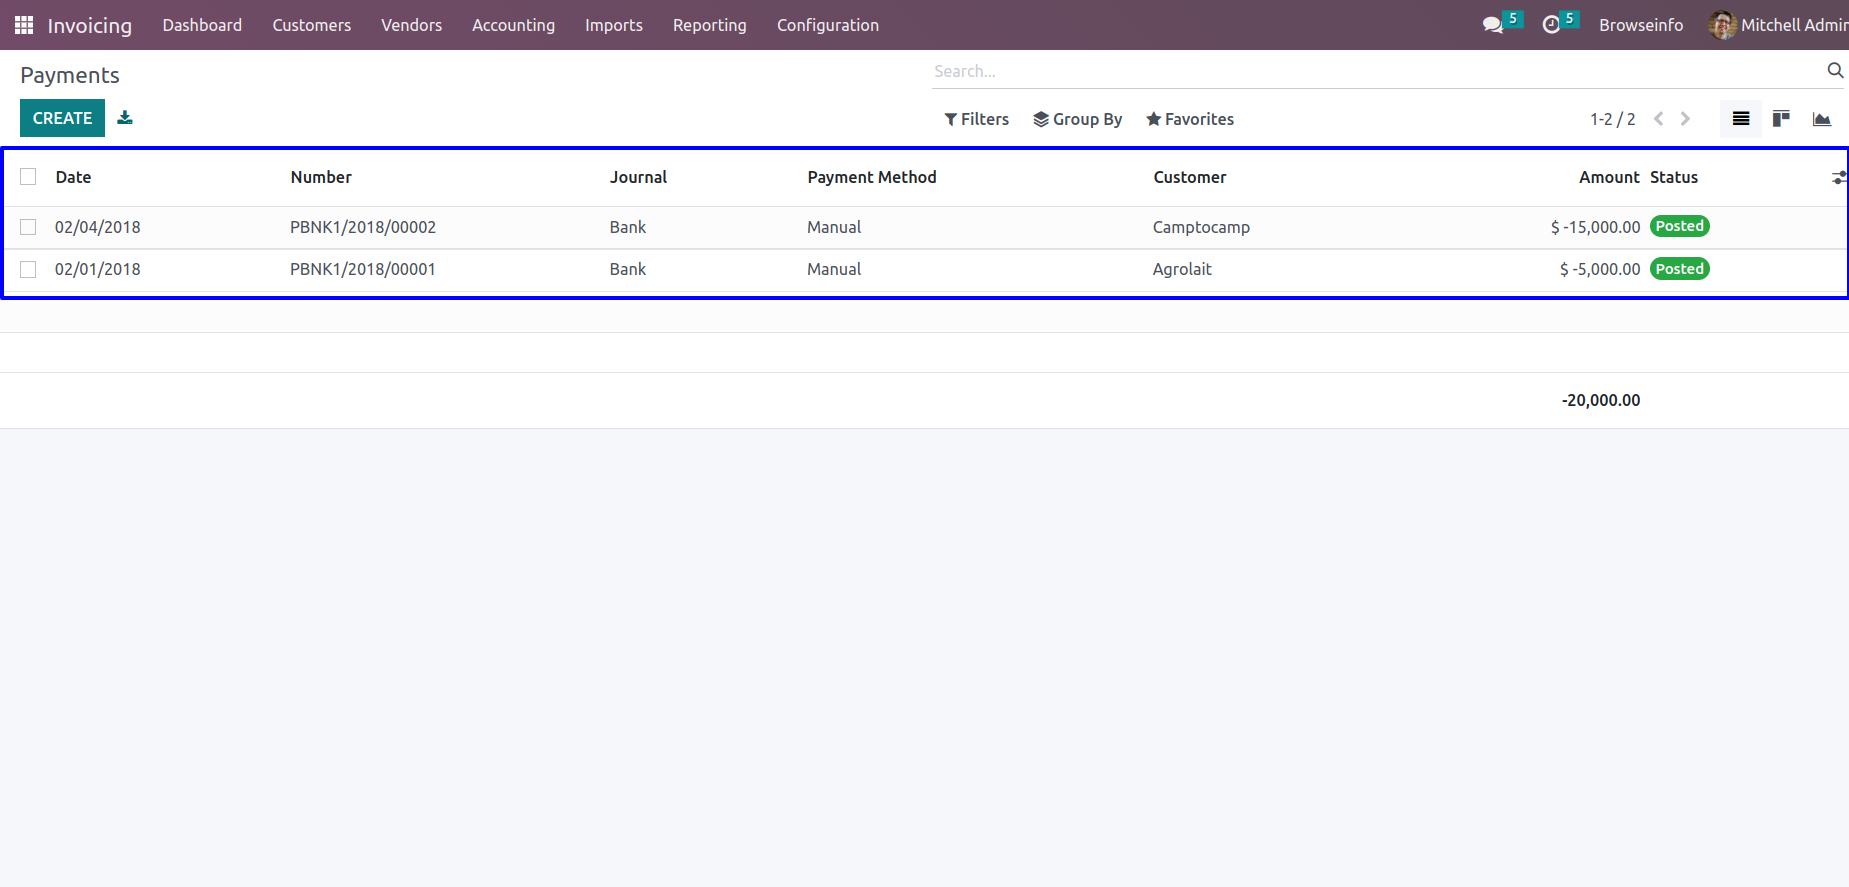 Invoicing Dashboard Customers Vendors Accounting Imports Reporting Configuration 5 5 Browseinfo Mitchell Admin
Payments Search...
CREATE Filters Group By Favorites 1-2 / 2
Date Number Journal Payment Method Customer Amount Status
02/04/2018 PBNK1/2018/00002 Bank Manual Camptocamp $ -15,000.00 Posted
02/01/2018 PBNK1/2018/00001 Bank Manual Agrolait $ -5,000.00 Posted
-20,000.00